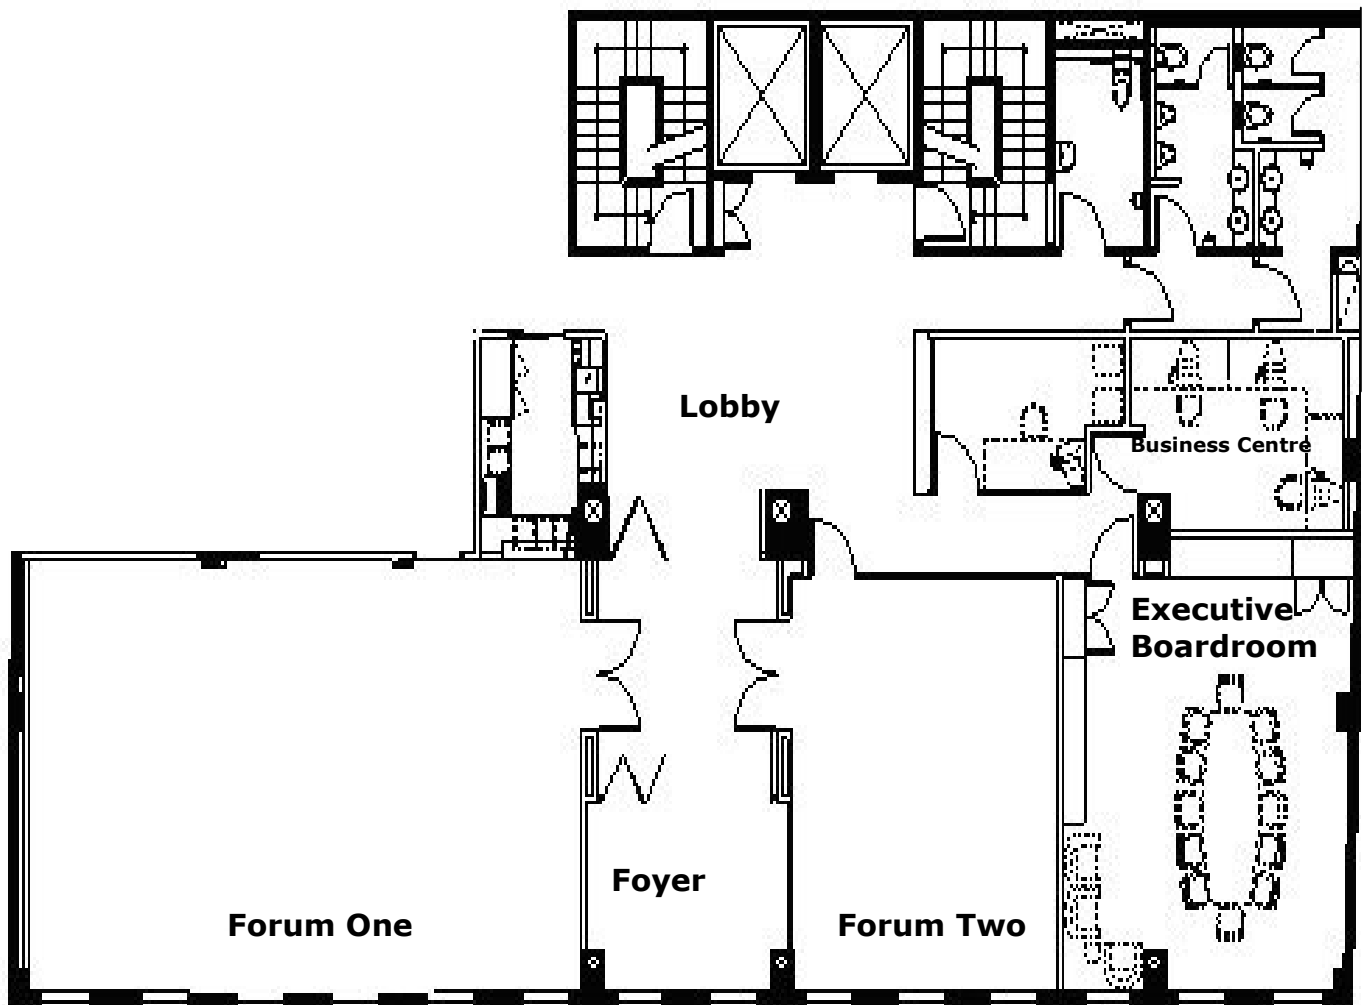 Lobby
Business Centre
Executive
Boardroom
Foyer
Forum One
Forum Two